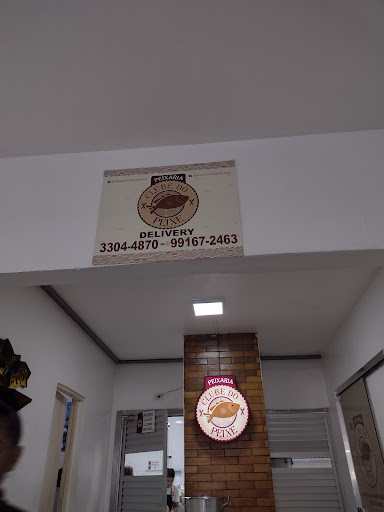 PEIXARIA
CLUBE DO
PEIXE
DELIVERY
3304-4870 99167-2463
PEIXARIA
CLUBE DO
PEIXE